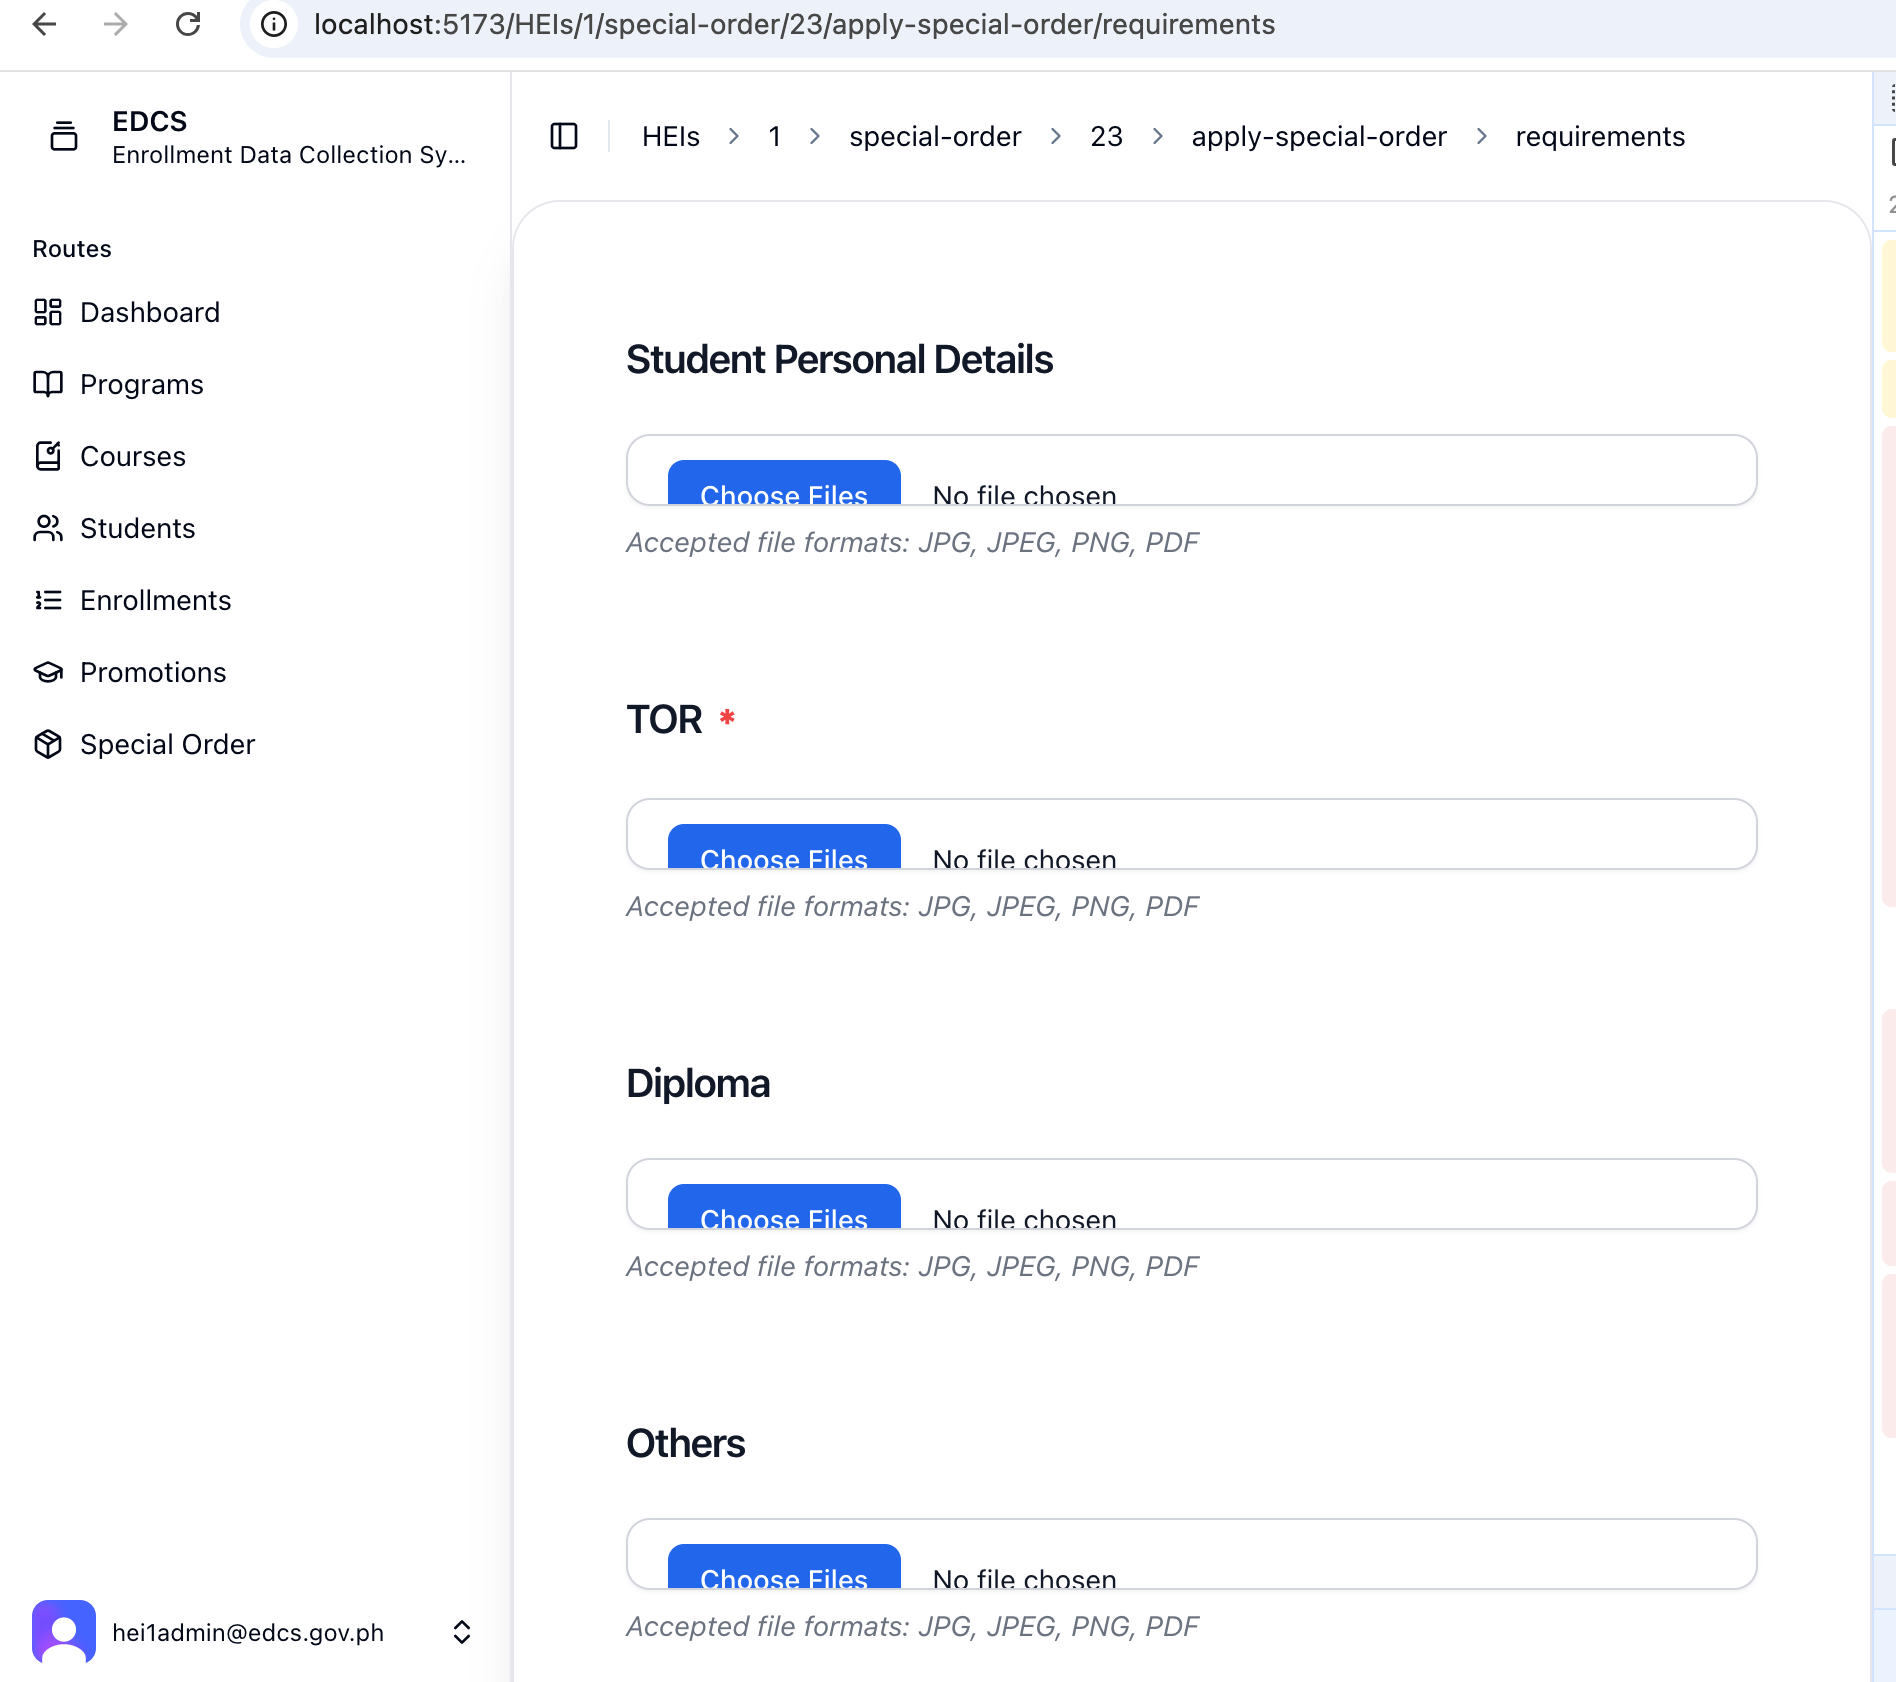 localhost:5173/HEIs/1/special-order/23/apply-special-order/requirements
EDCS
Enrollment Data Collection Sy...
HEIs > 1 > special-order > 23 > apply-special-order > requirements
Routes
Dashboard
Programs
Courses
Students
Enrollments
Promotions
Special Order
hei1admin@edcs.gov.ph
Student Personal Details
Choose Files No file chosen
Accepted file formats: JPG, JPEG, PNG, PDF
TOR *
Choose Files No file chosen
Accepted file formats: JPG, JPEG, PNG, PDF
Diploma
Choose Files No file chosen
Accepted file formats: JPG, JPEG, PNG, PDF
Others
Choose Files No file chosen
Accepted file formats: JPG, JPEG, PNG, PDF